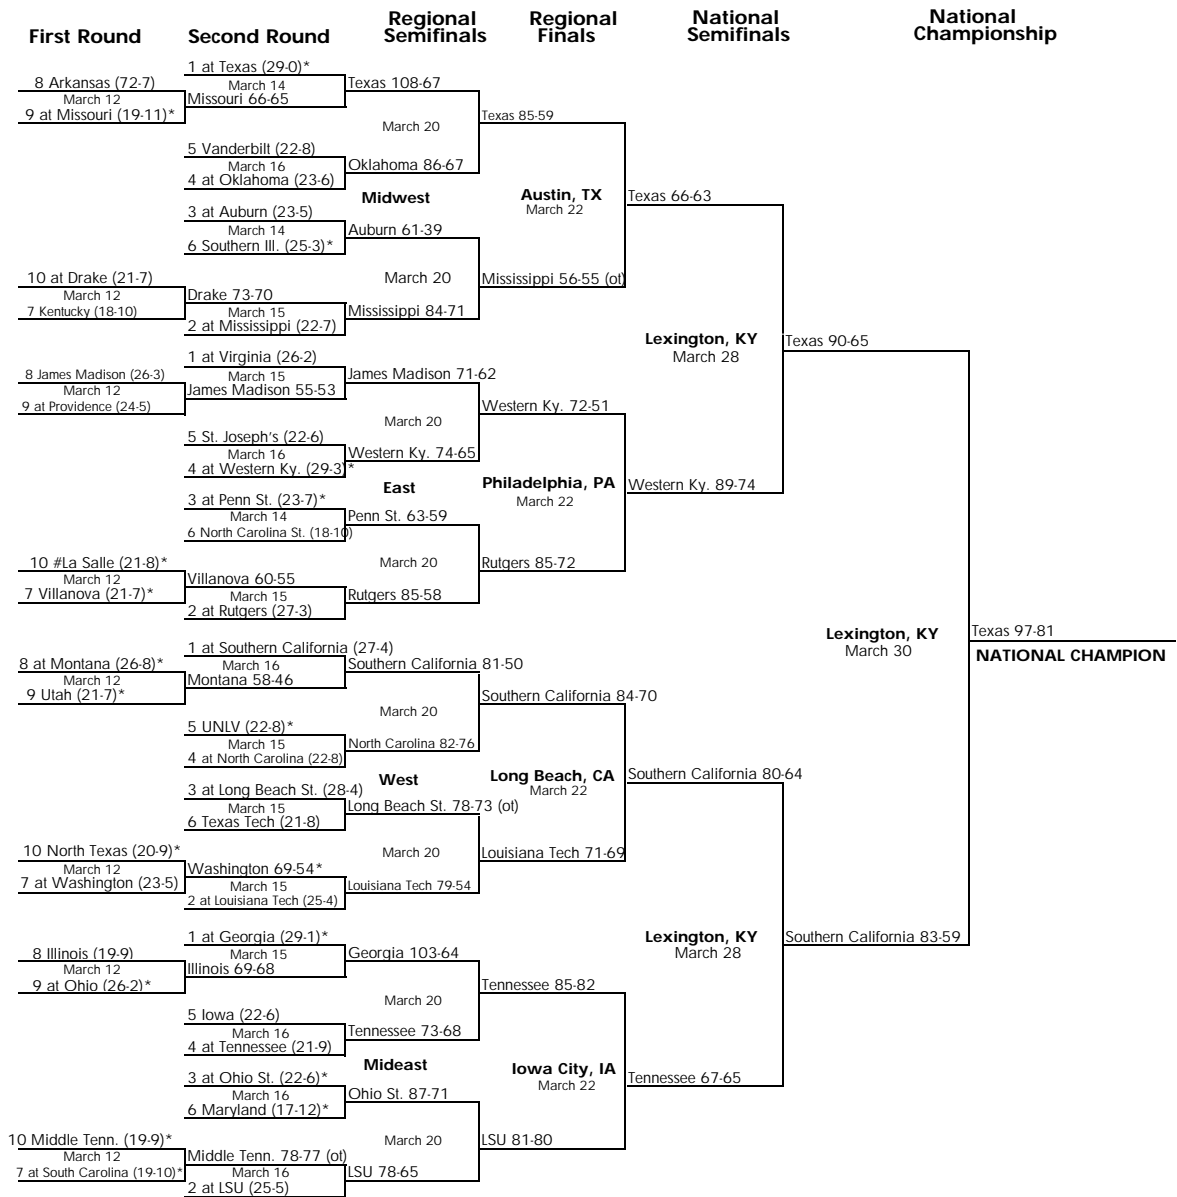 First Round
Second Round
Regional
Semifinals
Regional
Finals
National
Semifinals
National
Championship
1 at Texas (29-0)*
8 Arkansas (72-7)
March 14
Texas 108-67
March 12
Missouri 66-65
9 at Missouri (19-11)*
March 20
Texas 85-59
5 Vanderbilt (22-8)
March 16
Oklahoma 86-67
4 at Oklahoma (23-6)
Midwest
Austin, TX
March 22
Texas 66-63
3 at Auburn (23-5)
March 14
Auburn 61-39
6 Southern Ill. (25-3)*
10 at Drake (21-7)
March 20
Mississippi 56-55 (ot)
March 12
Drake 73-70
7 Kentucky (18-10)
March 15
Mississippi 84-71
2 at Mississippi (22-7)
Lexington, KY
March 28
Texas 90-65
1 at Virginia (26-2)
8 James Madison (26-3)
March 15
James Madison 71-62
March 12
James Madison 55-53
9 at Providence (24-5)
March 20
Western Ky. 72-51
5 St. Joseph's (22-6)
March 16
Western Ky. 74-65
4 at Western Ky. (29-3)*
East
Philadelphia, PA
March 22
Western Ky. 89-74
3 at Penn St. (23-7)*
March 14
Penn St. 63-59
6 North Carolina St. (18-10)
10 #La Salle (21-8)*
March 20
Rutgers 85-72
March 12
Villanova 60-55
7 Villanova (21-7)*
March 15
Rutgers 85-58
2 at Rutgers (27-3)
Lexington, KY
March 30
Texas 97-81
NATIONAL CHAMPION
1 at Southern California (27-4)
8 at Montana (26-8)*
March 16
Southern California 81-50
March 12
Montana 58-46
9 Utah (21-7)*
March 20
Southern California 84-70
5 UNLV (22-8)*
March 15
North Carolina 82-76
4 at North Carolina (22-8)
West
Long Beach, CA
March 22
Southern California 80-64
3 at Long Beach St. (28-4)
March 15
Long Beach St. 78-73 (ot)
6 Texas Tech (21-8)
10 North Texas (20-9)*
March 20
Louisiana Tech 71-69
March 12
Washington 69-54*
7 at Washington (23-5)
March 15
Louisiana Tech 79-54
2 at Louisiana Tech (25-4)
Lexington, KY
March 28
Southern California 83-59
1 at Georgia (29-1)*
8 Illinois (19-9)
March 15
Georgia 103-64
March 12
Illinois 69-68
9 at Ohio (26-2)*
March 20
Tennessee 85-82
5 Iowa (22-6)
March 16
Tennessee 73-68
4 at Tennessee (21-9)
Mideast
Iowa City, IA
March 22
Tennessee 67-65
3 at Ohio St. (22-6)*
March 16
Ohio St. 87-71
6 Maryland (17-12)*
10 Middle Tenn. (19-9)*
March 20
LSU 81-80
March 12
Middle Tenn. 78-77 (ot)
7 at South Carolina (19-10)*
March 16
LSU 78-65
2 at LSU (25-5)